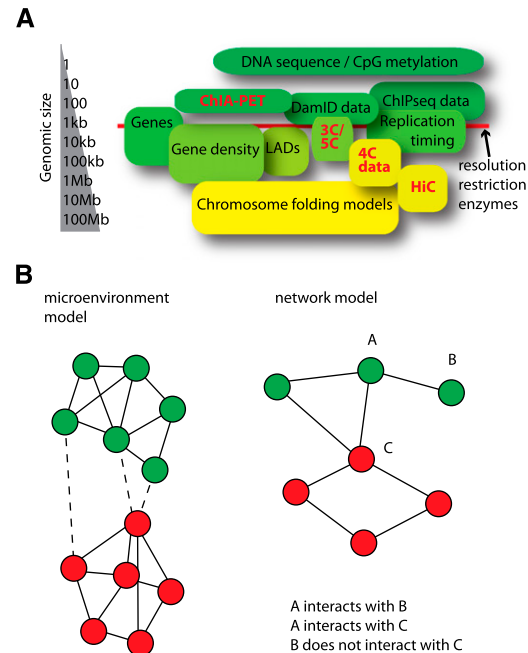 A
Genomic size
1
10
100
1kb
10kb
100kb
1Mb
10Mb
100Mb
DNA sequence / CpG metylation
ChIA-PET
DamID data
ChIPseq data
Genes
3C/
5C
Replication
timing
Gene density
LADs
4C
data
HiC
Chromosome folding models
resolution
restriction
enzymes
B
microenvironment
model
network model
A
B
C
A interacts with B
A interacts with C
B does not interact with C